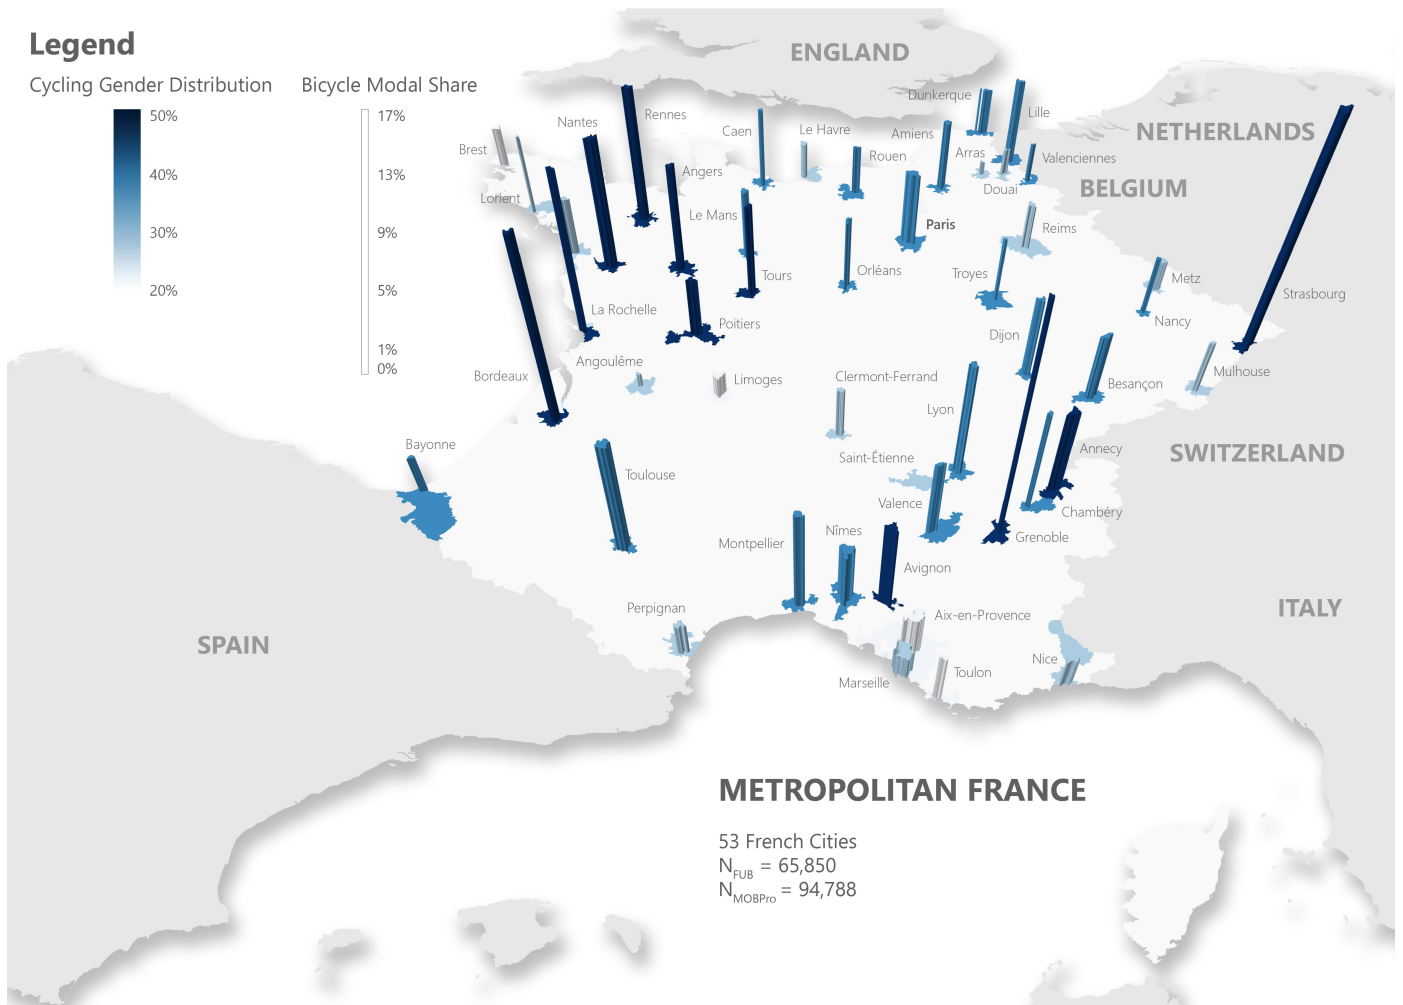 Legend
Cycling Gender Distribution
Bicycle Modal Share
50%
40%
30%
20%
17%
13%
9%
5%
1%
0%
ENGLAND
NETHERLANDS
BELGIUM
SWITZERLAND
ITALY
SPAIN
Dunkerque
Lille
Rennes
Nantes
Caen
Le Havre
Amiens
Brest
Rouen
Arras
Valenciennes
Angers
Douai
Lorient
Le Mans
Paris
Reims
Orléans
Troyes
Tours
Metz
Strasbourg
La Rochelle
Poitiers
Nancy
Dijon
Angoulême
Bordeaux
Limoges
Clermont-Ferrand
Mulhouse
Besançon
Lyon
Bayonne
Annecy
Saint-Étienne
Toulouse
Valence
Chambéry
Nîmes
Grenoble
Montpellier
Avignon
Perpignan
Aix-en-Provence
Nice
Toulon
Marseille
METROPOLITAN FRANCE
53 French Cities
NFUB = 65,850
NMOBPro = 94,788